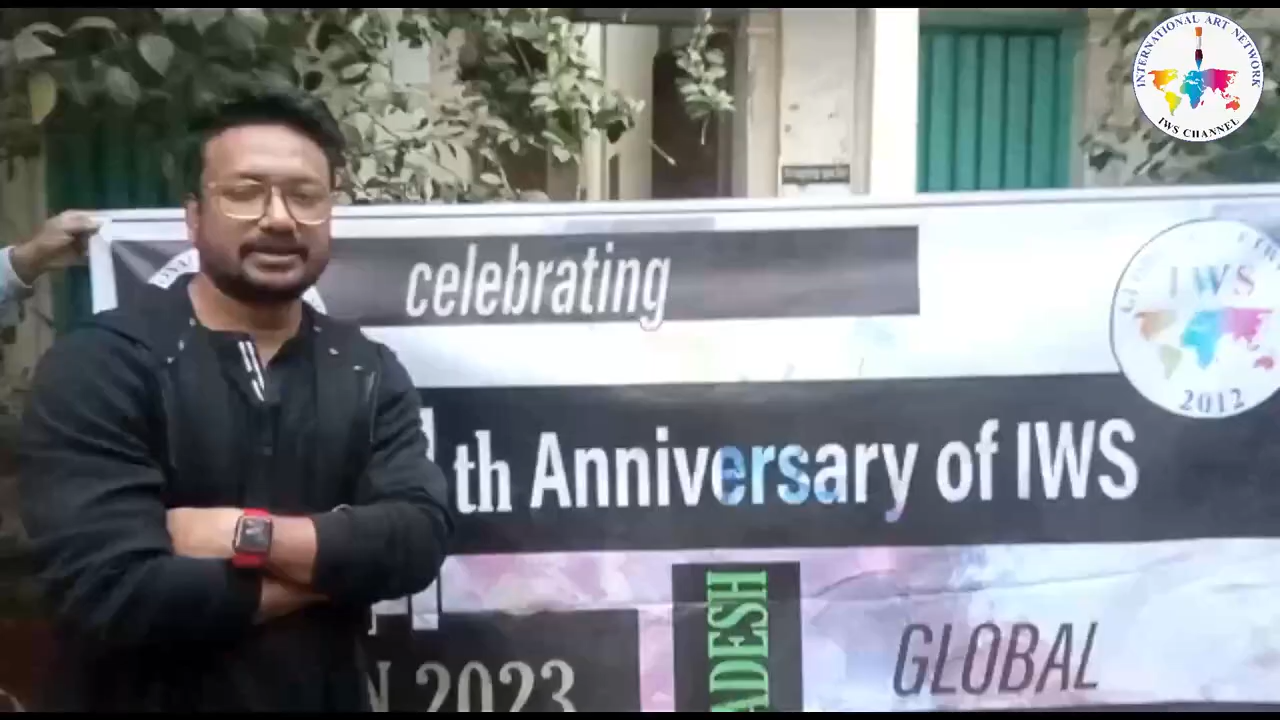 INTERNATIONAL ART NETWORK
IWS CHANNEL
celebrating
th Anniversary of IWS
IWS
2012
ADESH
N 2023
GLOBAL